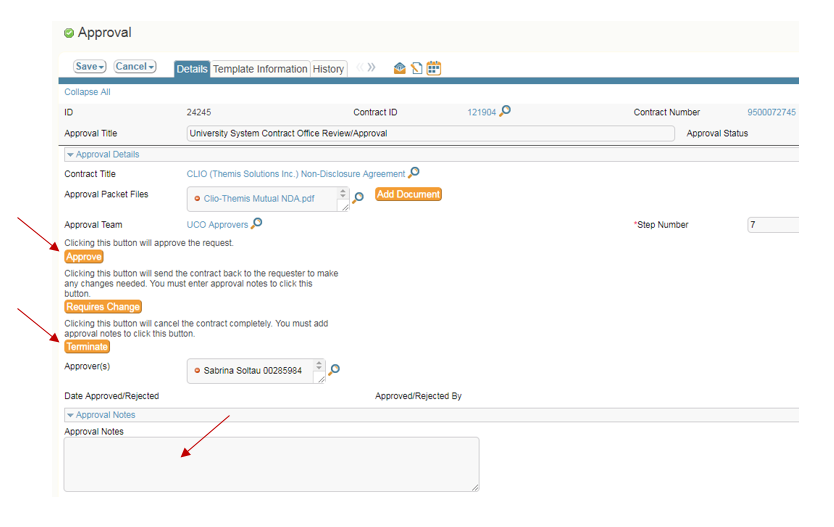 Approval
Save Cancel Details Template Information History
Collapse All
ID 24245 Contract ID 121904 Contract Number 9500072745
Approval Title University System Contract Office Review/Approval Approval Status
Approval Details
Contract Title CLIO (Themis Solutions Inc.) Non-Disclosure Agreement
Approval Packet Files Clio-Themis Mutual NDA.pdf Add Document
Approval Team UCO Approvers *Step Number 7
Clicking this button will approve the request.
Approve
Clicking this button will send the contract back to the requester to make
any changes needed. You must enter approval notes to click this
button.
Requires Change
Clicking this button will cancel the contract completely. You must add
approval notes to click this button.
Terminate
Approver(s) Sabrina Soltau 00285984
Date Approved/Rejected Approved/Rejected By
Approval Notes
Approval Notes